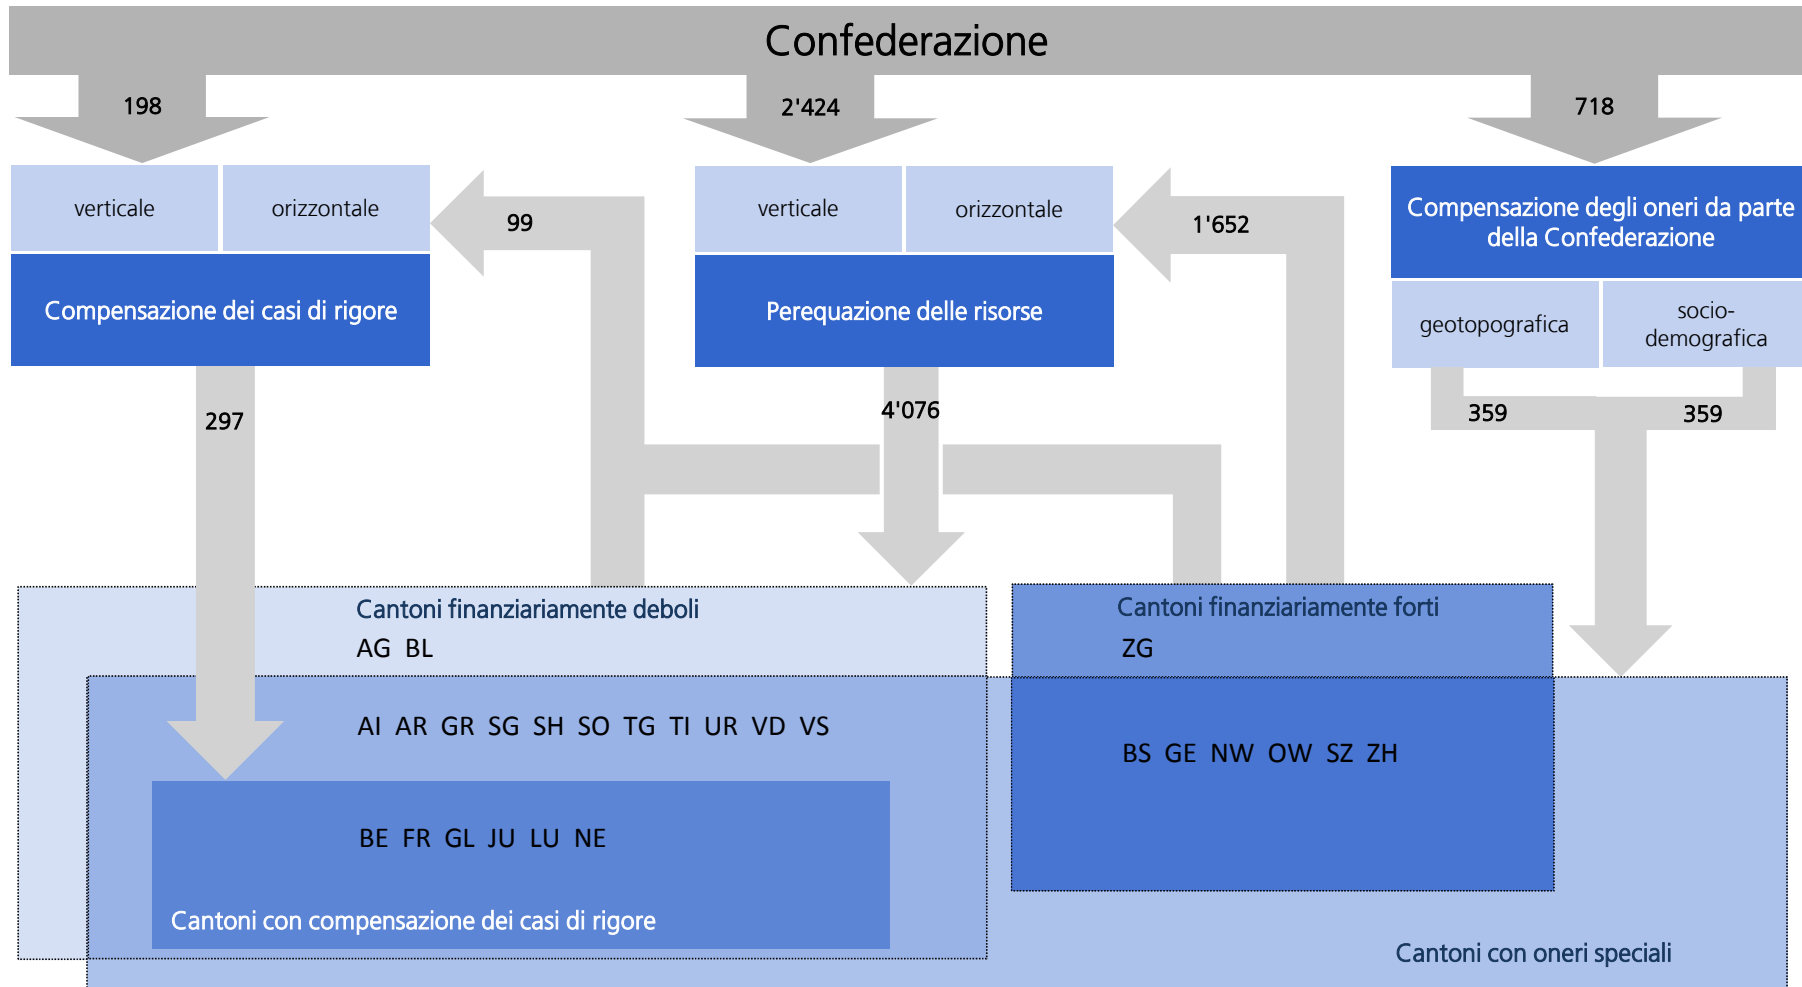 Confederazione
198
2'424
718
verticale
orizzontale
99
verticale
orizzontale
1'652
Compensazione degli oneri da parte
della Confederazione
Compensazione dei casi di rigore
Perequazione delle risorse
geotopografica
socio-
demografica
297
4'076
359
359
Cantoni finanziariamente deboli
AG BL
Cantoni finanziariamente forti
ZG
AI AR GR SG SH SO TG TI UR VD VS
BS GE NW OW SZ ZH
BE FR GL JU LU NE
Cantoni con compensazione dei casi di rigore
Cantoni con oneri speciali